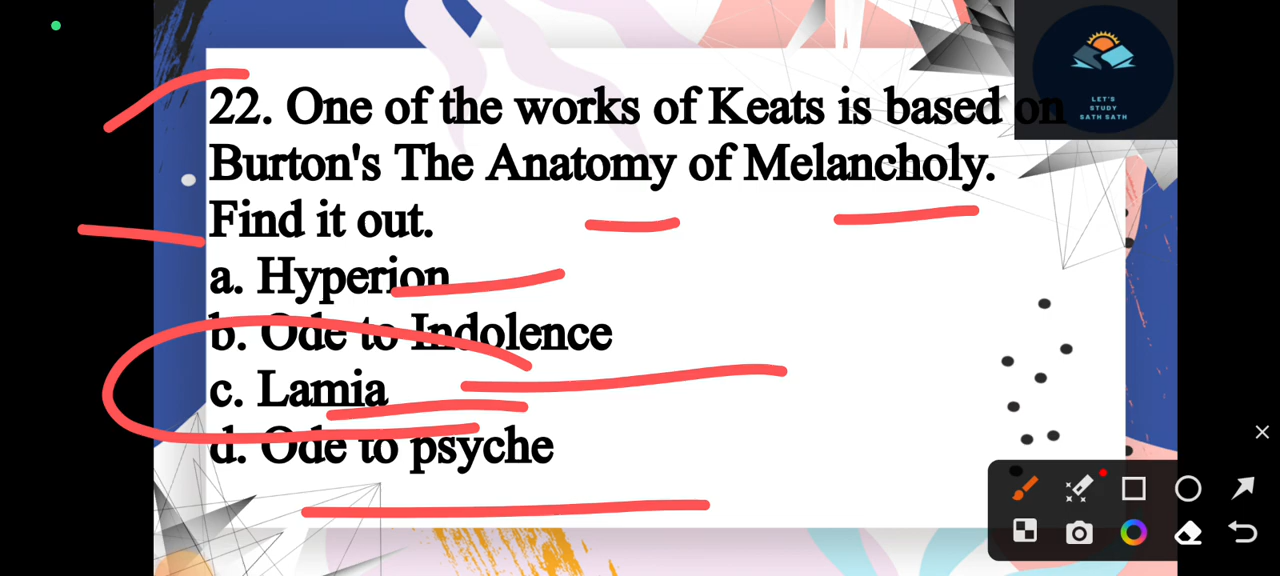 22. One of the works of Keats is based on
Burton's The Anatomy of Melancholy.
Find it out.
a. Hyperion
b. Ode to Indolence
c. Lamia
d. Ode to psyche
LET'S
STUDY
SATH SATH